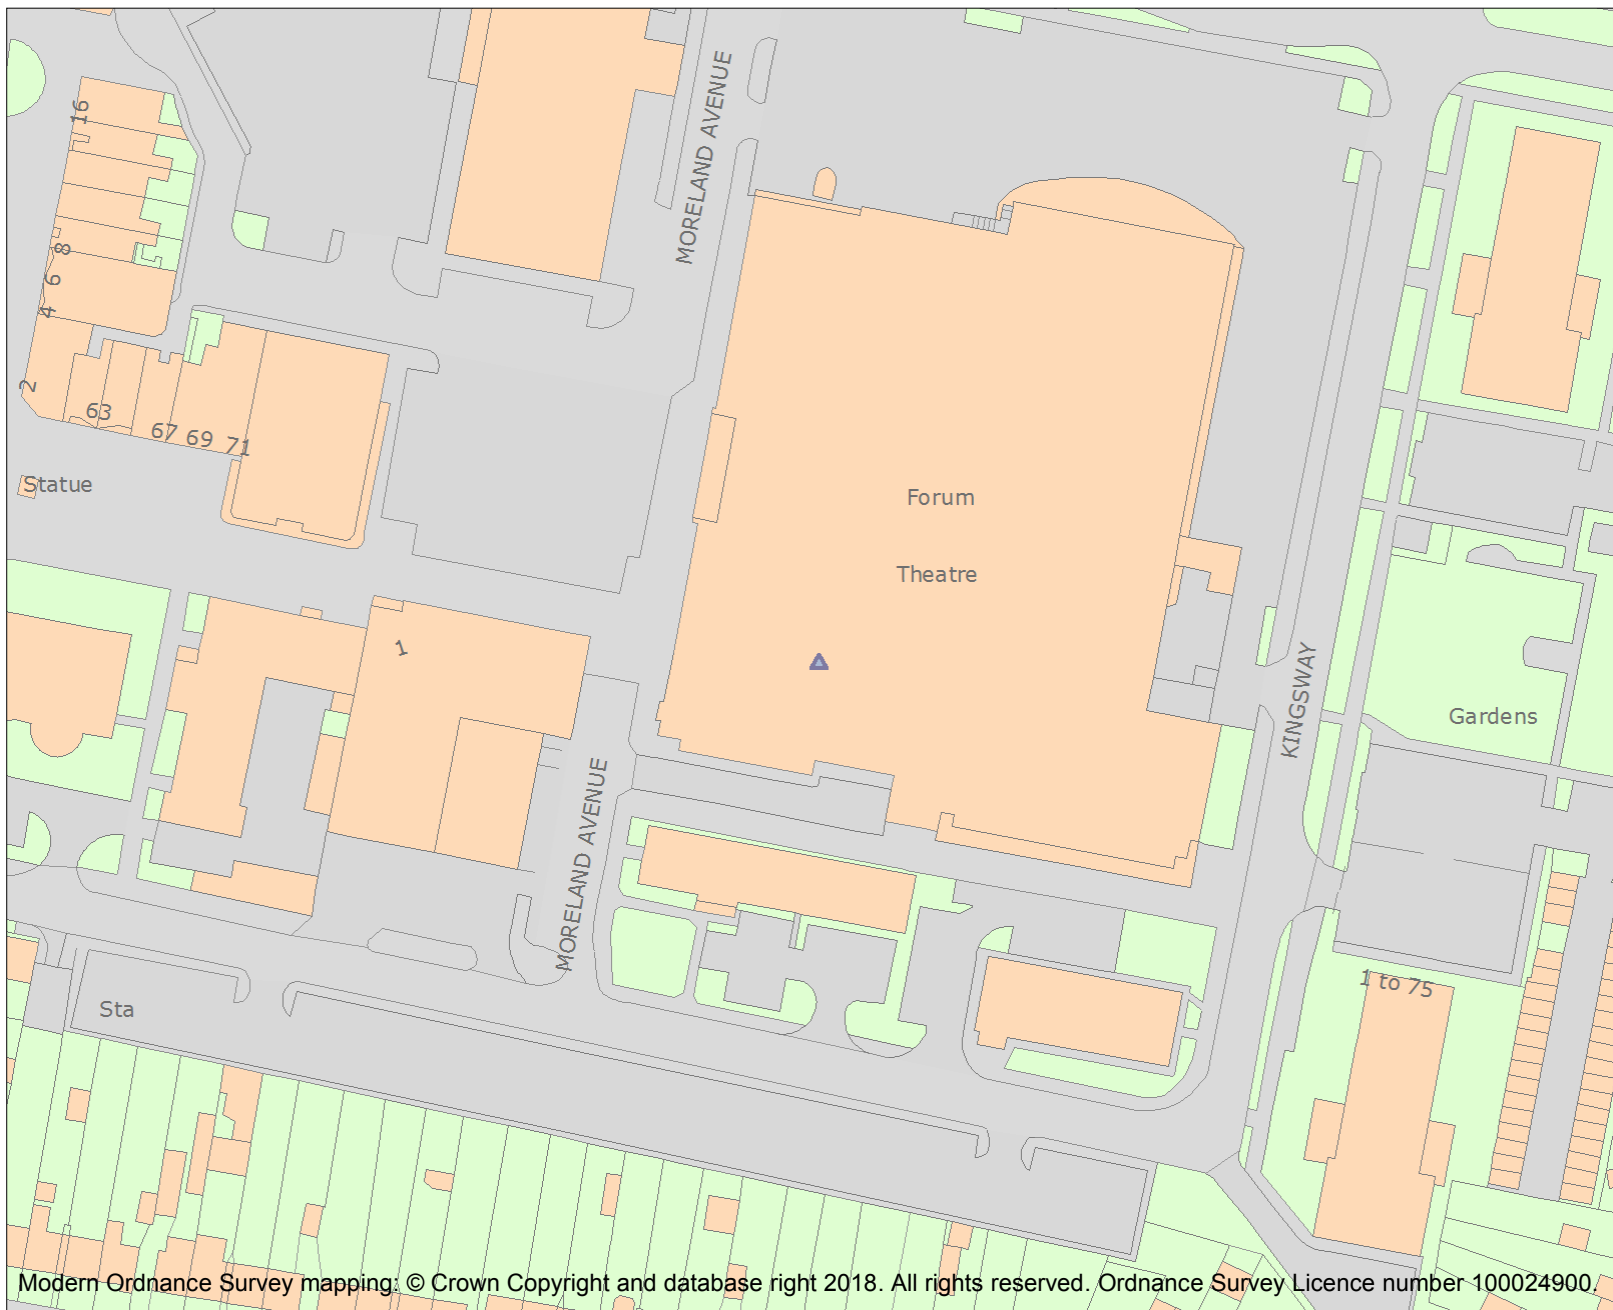 MORELAND AVENUE
16
8
6
4
2
63
67 69 71
Statue
Forum
Theatre
1
KINGSWAY
Gardens
MORELAND AVENUE
1 to 75
Sta
Modern Ordnance Survey mapping: © Crown Copyright and database right 2018. All rights reserved. Ordnance Survey Licence number 100024900.